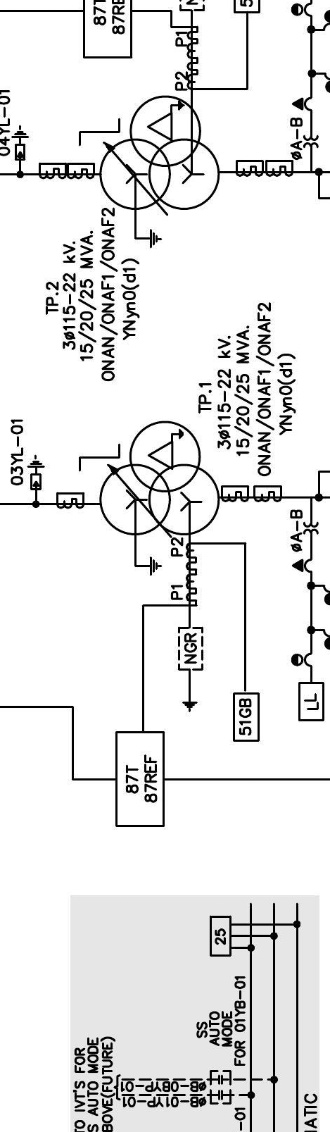 87T
87RE
P1
P2
04YL-01
ØA-B
TP.2
3Ø115-22 kV.
15/20/25 MVA.
ONAN/ONAF1/ONAF2
YNyn0(d1)
TP.1
3Ø115-22 kV.
15/20/25 MVA.
ONAN/ONAF1/ONAF2
YNyn0(d1)
03YL-01
P2
P1
ØA-B
NGR
51GB
LL
87T
87REF
25
TO IVT'S FOR
S AUTO MODE
BOVE(FUTURE)
SS
AUTO
MODE
FOR 01YB-01
-01
MATIC